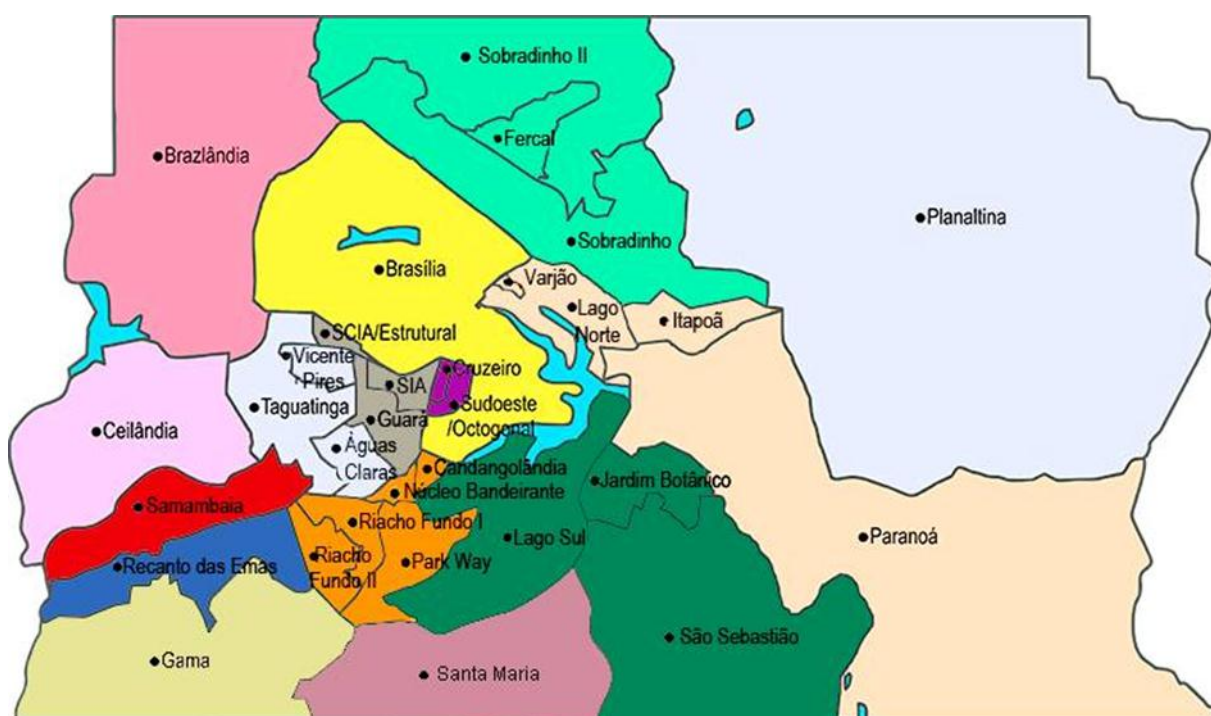 Sobradinho II
Fercal
Brazlândia
Planaltina
Sobradinho
Brasília
Varjão
Lago
Norte
Itapoã
SCIA/Estrutural
Vicente
Pires
Cruzeiro
SIA
Taguatinga
Sudoeste
/Octogonal
Guará
Ceilândia
Águas
Claras
Candangolândia
Jardim Botânico
Núcleo Bandeirante
Samambaia
Riacho Fundo I
Lago Sul
Paranoá
Riacho
Fundo II
Park Way
Recanto das Emas
São Sebastião
Gama
Santa Maria